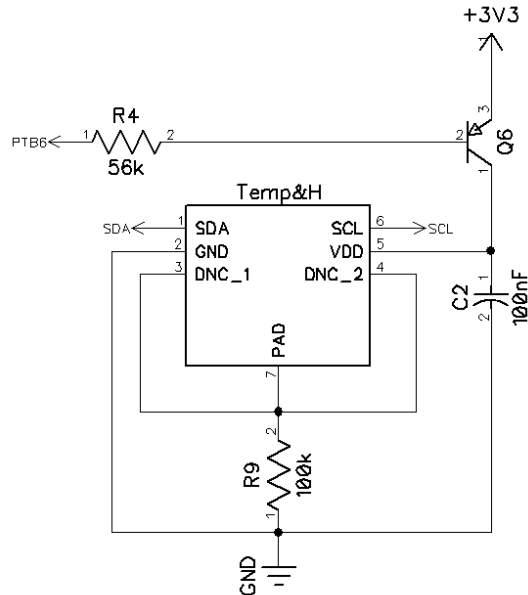 +3V3
1
3
R4
PTB6
1
2
2
Q6
56k
1
Temp&H
SDA
1
SDA
SCL
6
SCL
2
GND
VDD
5
3
DNC_1
DNC_2
4
1
C2
100nF
2
PAD
7
2
R9
100k
1
GND